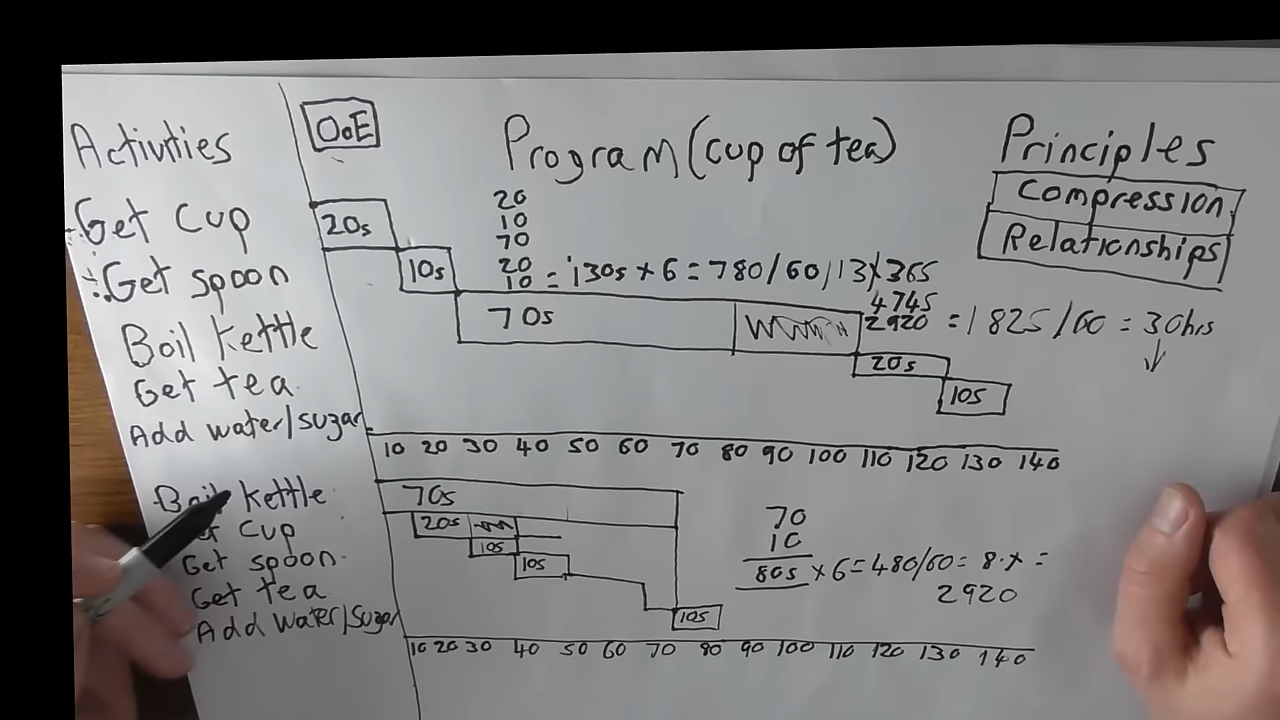 Activities
OoE
Program (cup of tea)
Principles
Compression
Relationships
Get Cup
Get spoon
Boil kettle
Get tea
Add water/sugar
20s
10s
70s
20s
10s
20
10
70
20
10 = 130s x 6 = 780/60, 13 x 365
4745
2920 = 1825/60 = 30hrs
10 20 30 40 50 60 70 80 90 100 110 120 130 140
Boil kettle
Cup
Get spoon
Get tea
Add water/sugar
70s
20s
10s
10s
10s
70
10
80s x 6 = 480/60 = 8 · x =
2920
10 20 30 40 50 60 70 80 90 100 110 120 130 140